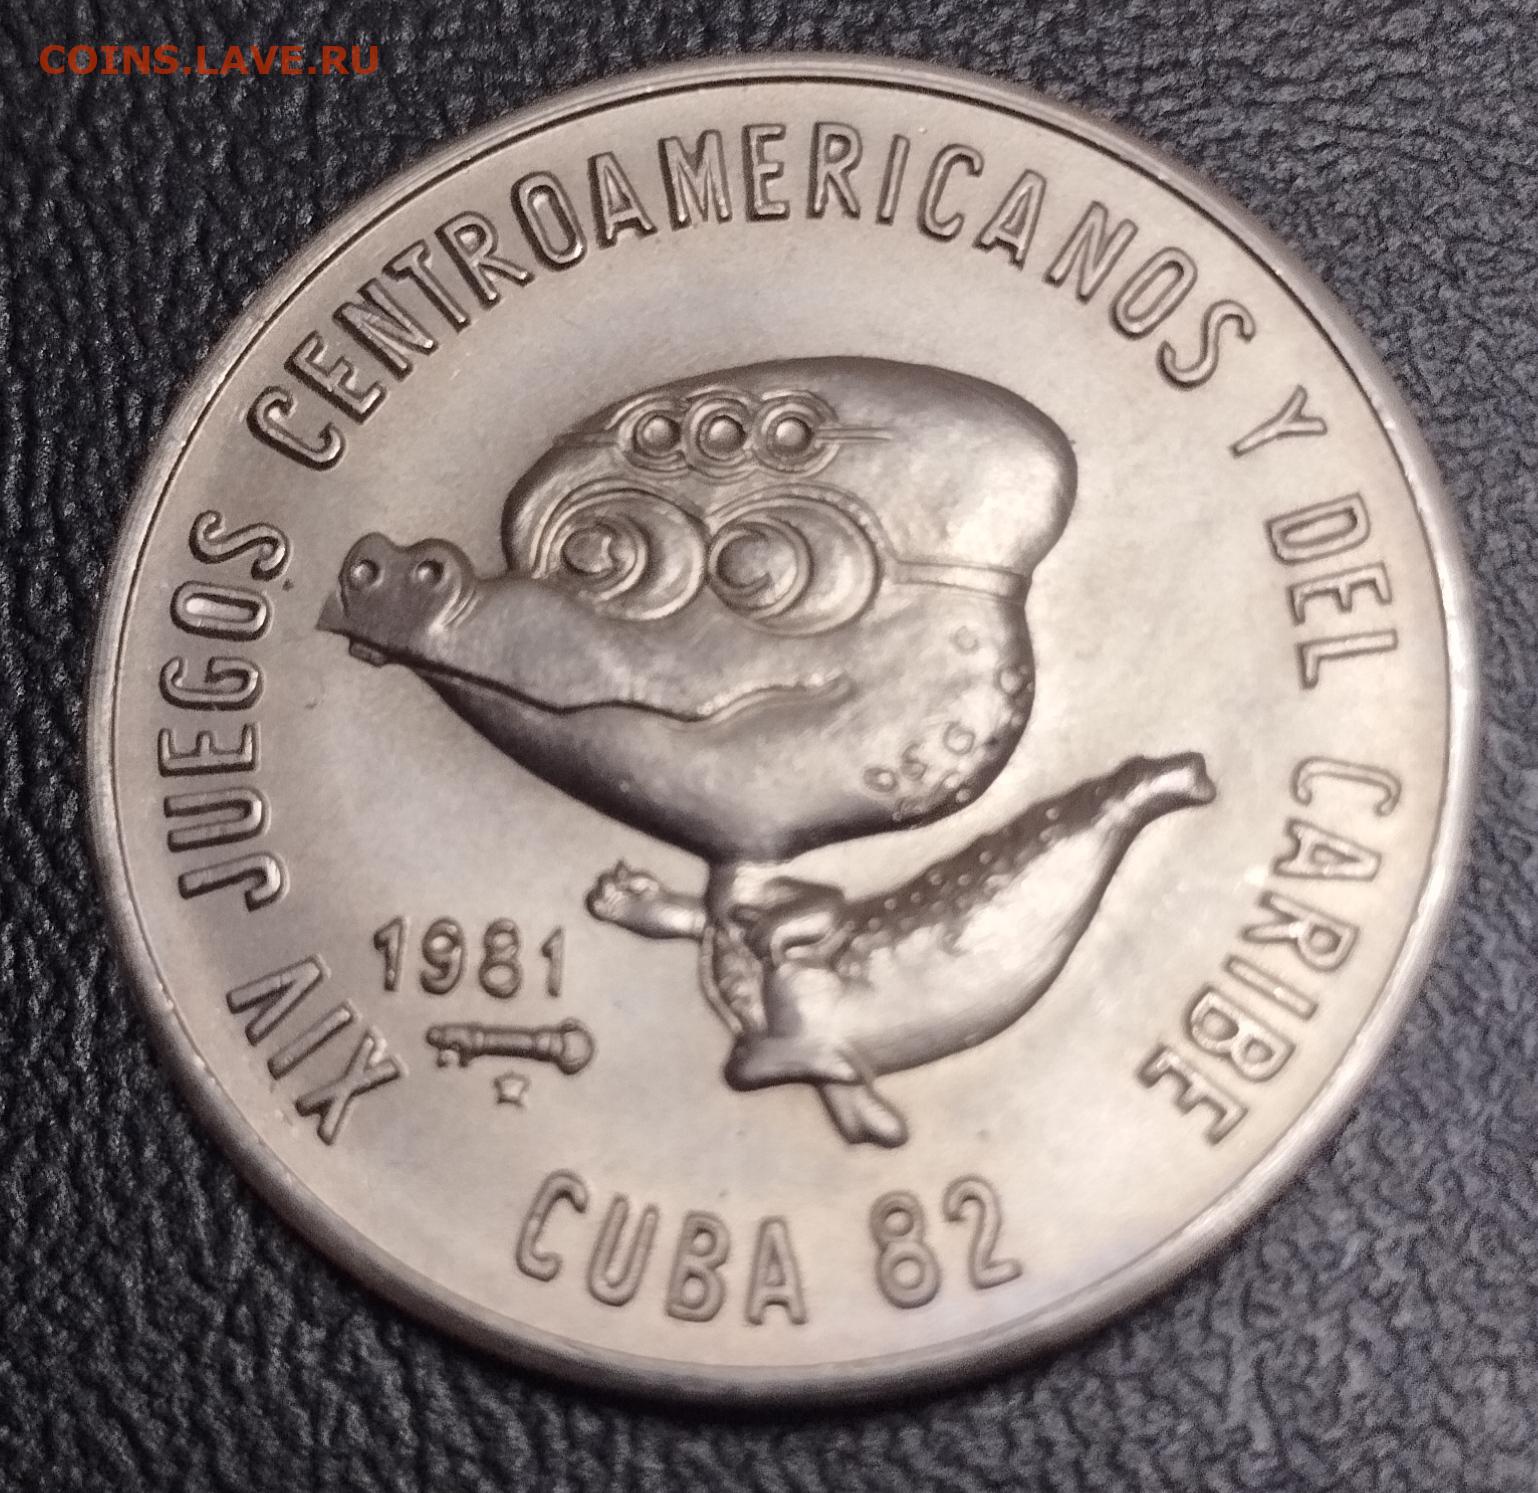 COINS.LAVE.RU
XIV JUEGOS CENTROAMERICANOS Y DEL CARIBE
1981
CUBA 82